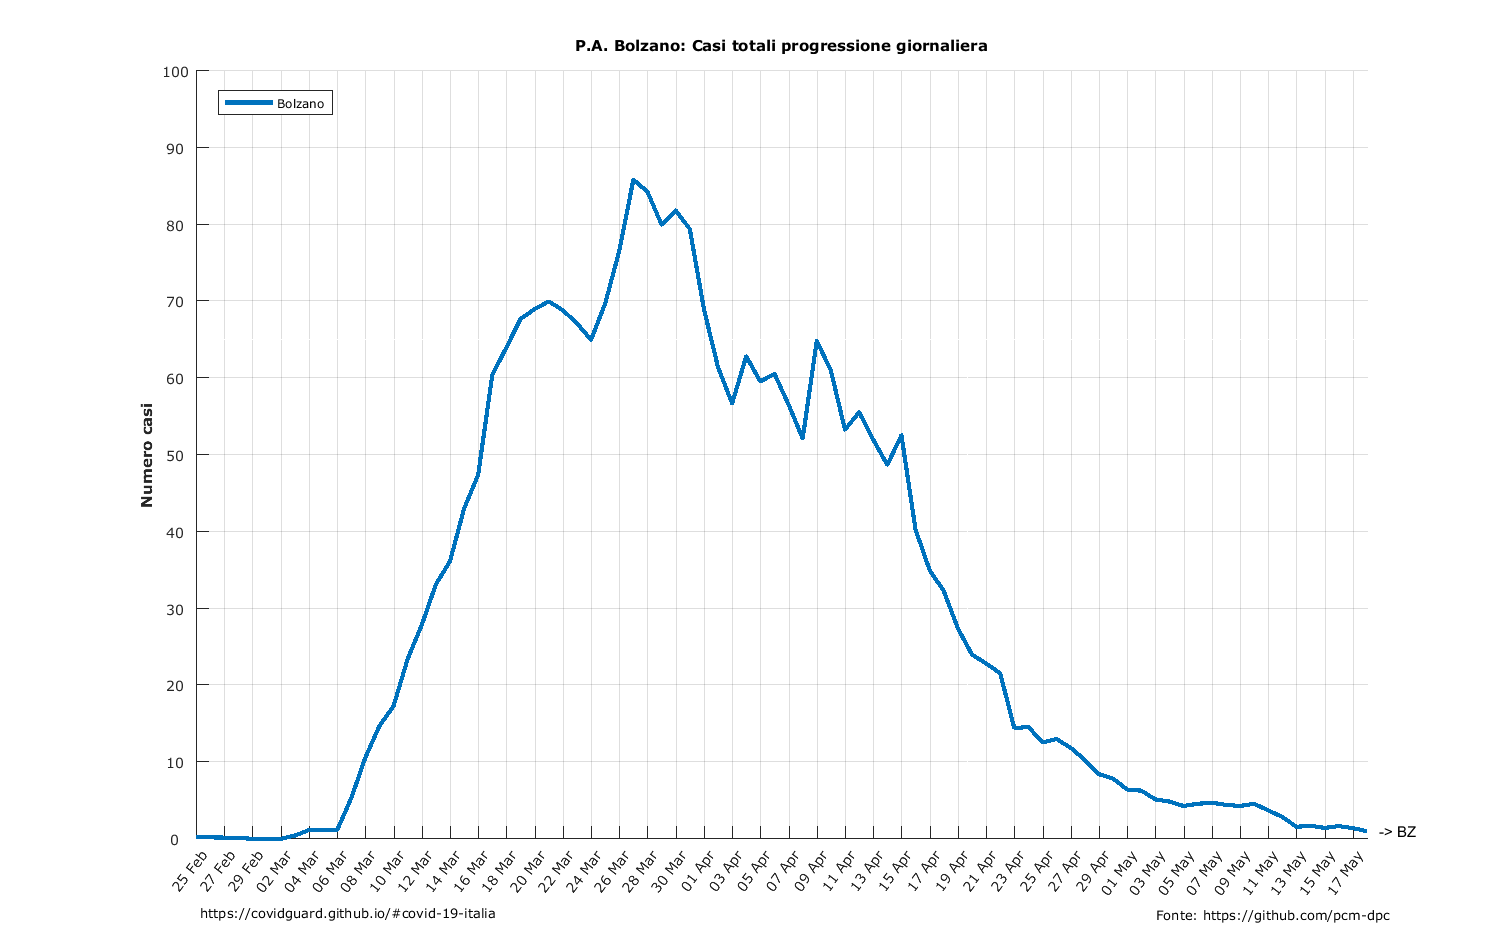 P.A. Bolzano: Casi totali progressione giornaliera
Bolzano
Numero casi
100
90
80
70
60
50
40
30
20
10
0
25 Feb
27 Feb
29 Feb
02 Mar
04 Mar
06 Mar
08 Mar
10 Mar
12 Mar
14 Mar
16 Mar
18 Mar
20 Mar
22 Mar
24 Mar
26 Mar
28 Mar
30 Mar
01 Apr
03 Apr
05 Apr
07 Apr
09 Apr
11 Apr
13 Apr
15 Apr
17 Apr
19 Apr
21 Apr
23 Apr
25 Apr
27 Apr
29 Apr
01 May
03 May
05 May
07 May
09 May
11 May
13 May
15 May
17 May
-> BZ
https://covidguard.github.io/#covid-19-italia
Fonte: https://github.com/pcm-dpc